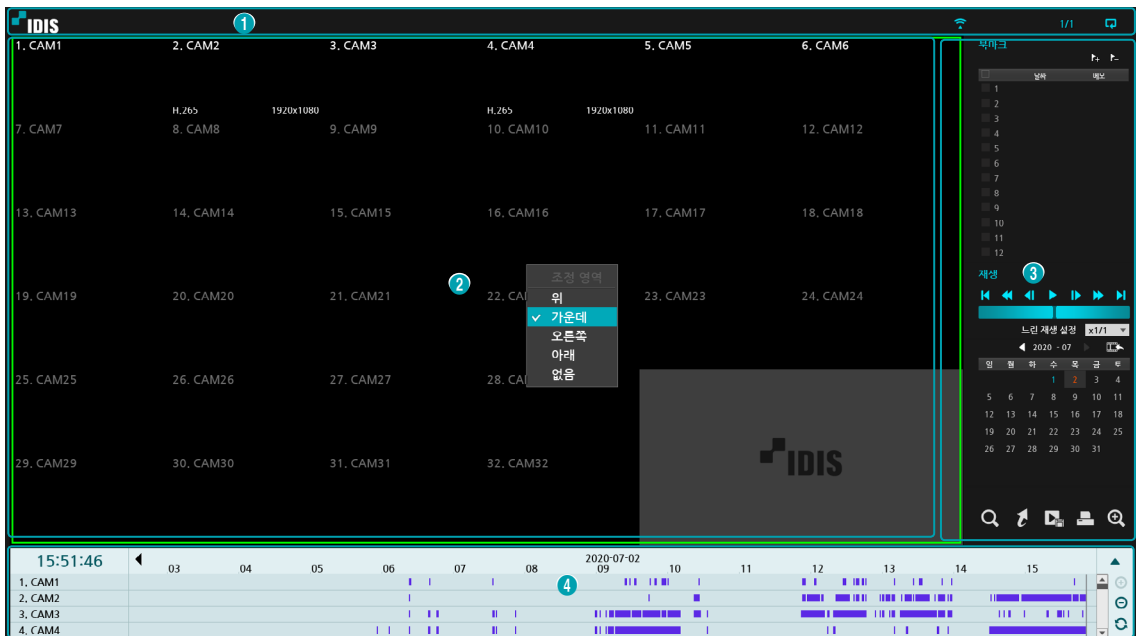 IDIS 1 1/1
1. CAM1 2. CAM2 3. CAM3 4. CAM4 5. CAM5 6. CAM6
H.265 1920x1080 H.265 1920x1080
7. CAM7 8. CAM8 9. CAM9 10. CAM10 11. CAM11 12. CAM12
13. CAM13 14. CAM14 15. CAM15 16. CAM16 17. CAM17 18. CAM18
19. CAM19 20. CAM20 21. CAM21 2 22. CA 23. CAM23 24. CAM24
25. CAM25 26. CAM26 27. CAM27 28. CA
29. CAM29 30. CAM30 31. CAM31 32. CAM32
IDIS
조정 영역
위
가운데
오른쪽
아래
없음
북마크
날짜 메모
1
2
3
4
5
6
7
8
9
10
11
12
재생 3
느린 재생 설정 x1/1
2020 - 07
일 월 화 수 목 금 토
1 2 3 4
5 6 7 8 9 10 11
12 13 14 15 16 17 18
19 20 21 22 23 24 25
26 27 28 29 30 31
15:51:46 2020-07-02
03 04 05 06 07 08 09 10 11 12 13 14 15
1. CAM1 4
2. CAM2
3. CAM3
4. CAM4